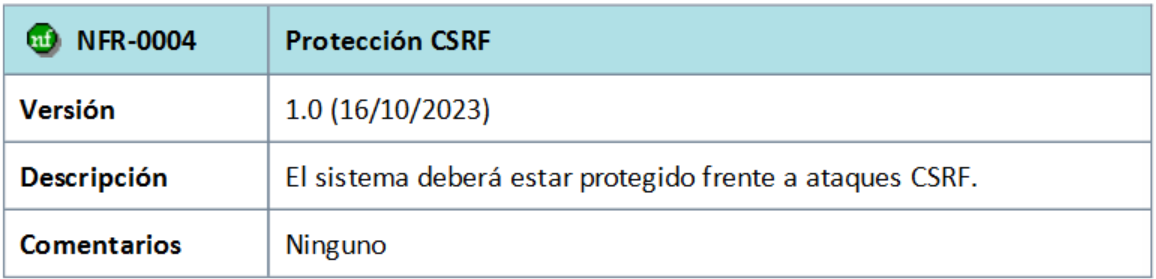 nf NFR-0004 Protección CSRF
Versión 1.0 (16/10/2023)
Descripción El sistema deberá estar protegido frente a ataques CSRF.
Comentarios Ninguno